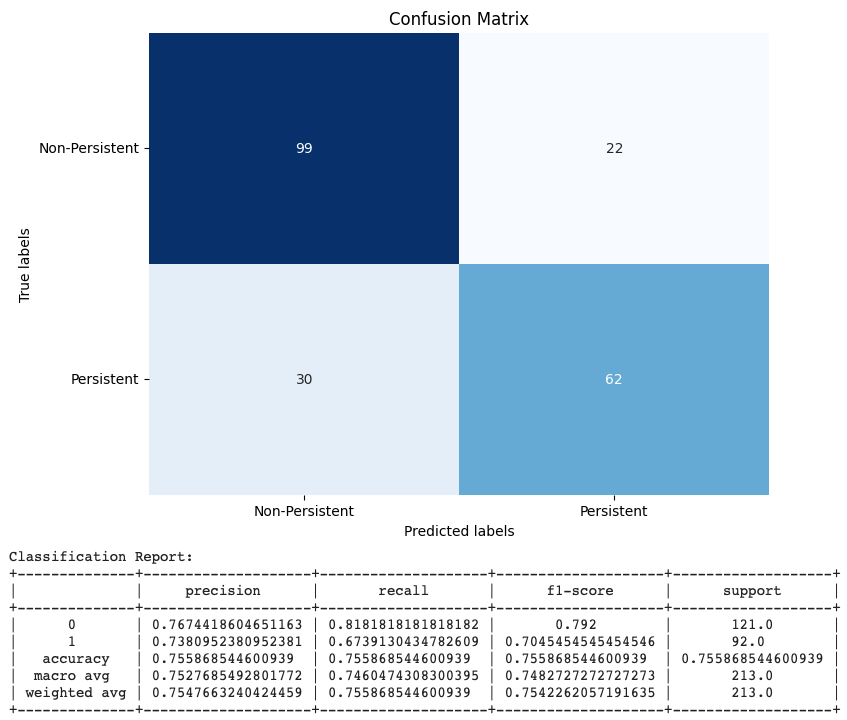 Confusion Matrix
Non-Persistent
99
22
True labels
Persistent
30
62
Non-Persistent
Persistent
Predicted labels
Classification Report:
+--------------+--------------------+--------------------+--------------------+-------------------+
|              |     precision      |       recall       |      f1-score      |      support      |
+--------------+--------------------+--------------------+--------------------+-------------------+
|      0       | 0.7674418604651163 | 0.8181818181818182 |       0.792        |       121.0       |
|      1       | 0.7380952380952381 | 0.6739130434782609 | 0.7045454545454546 |       92.0        |
|   accuracy   | 0.755868544600939  | 0.755868544600939  | 0.755868544600939  | 0.755868544600939 |
|  macro avg   | 0.7527685492801772 | 0.7460474308300395 | 0.7482727272727273 |       213.0       |
| weighted avg | 0.7547663240424459 | 0.755868544600939  | 0.7542262057191635 |       213.0       |
+--------------+--------------------+--------------------+--------------------+-------------------+